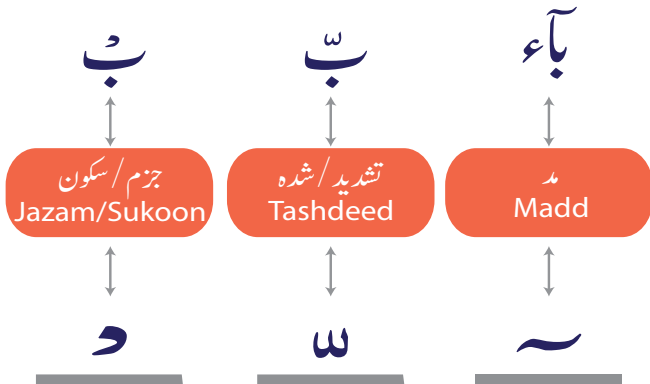 بآء
بّ
بْ
مد
Madd
تشدید/شدہ
Tashdeed
جزم/سکون
Jazam/Sukoon
ٓ
ّ
ْ